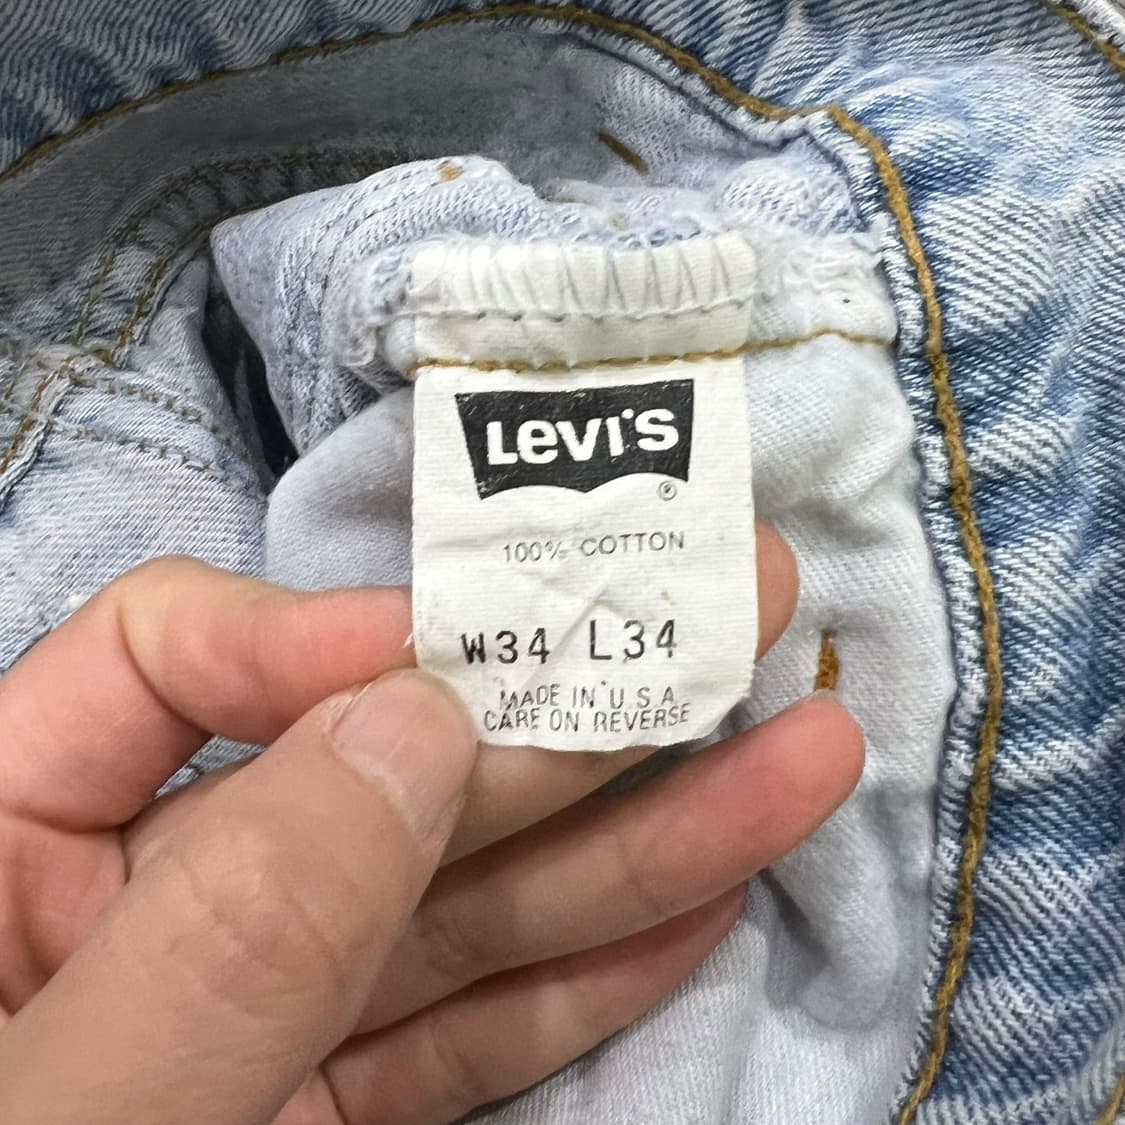 Levi's
®
100% COTTON
W34 L34
MADE IN U.S.A.
CARE ON REVERSE